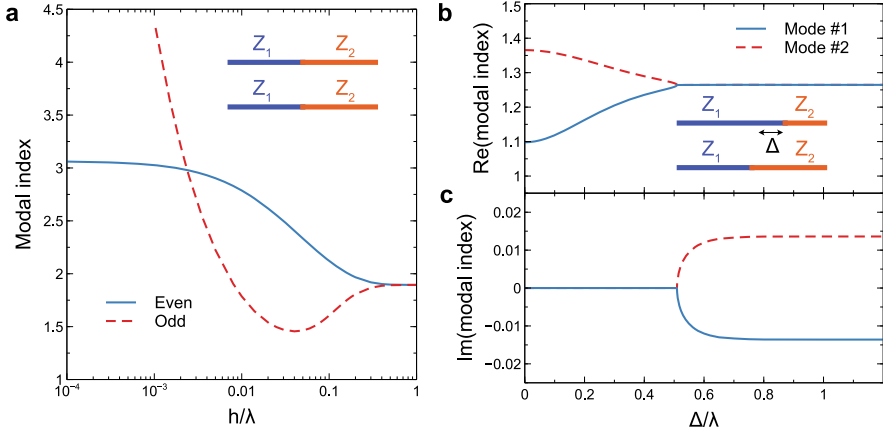 a
Modal index
4.5
4
3.5
3
2.5
2
1.5
1
10⁻⁴
10⁻³
0.01
0.1
1
h/λ
Z₁ Z₂
Z₁ Z₂
Even
Odd
b
Re(modal index)
1.5
1.4
1.3
1.2
1.1
1
Mode #1
Mode #2
Z₁ Z₂
Δ
Z₁ Z₂
c
Im(modal index)
0.02
0.01
0
−0.01
−0.02
0
0.2
0.4
0.6
0.8
1
Δ/λ